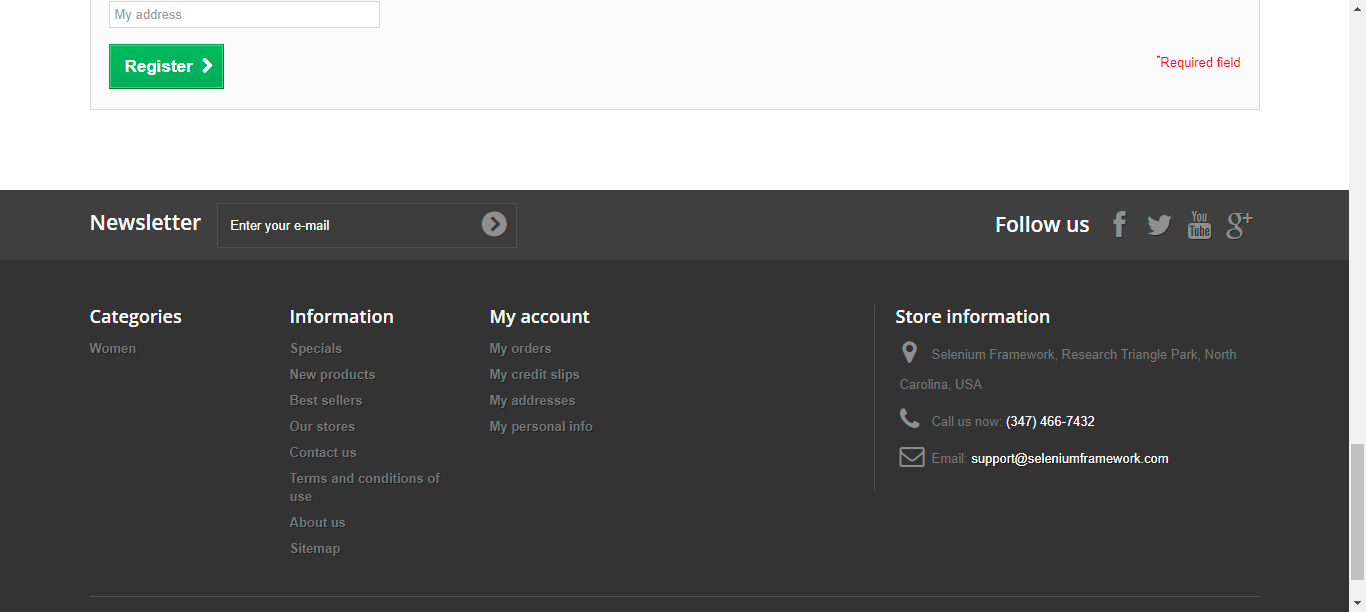 My address
Register
*Required field
Newsletter
Enter your e-mail
Follow us
f
You
Tube
g+
Categories
Women
Information
Specials
New products
Best sellers
Our stores
Contact us
Terms and conditions of
use
About us
Sitemap
My account
My orders
My credit slips
My addresses
My personal info
Store information
Selenium Framework, Research Triangle Park, North
Carolina, USA
Call us now: (347) 466-7432
Email: support@seleniumframework.com